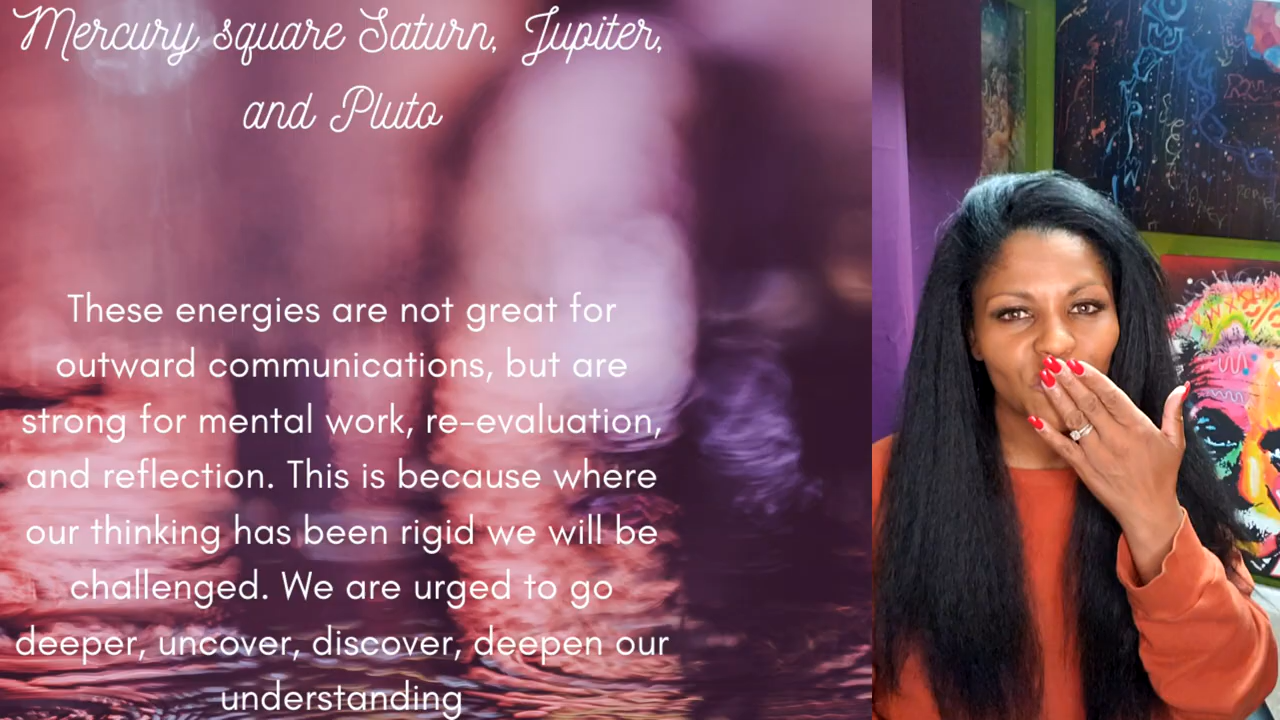 Mercury square Saturn, Jupiter,
and Pluto
These energies are not great for
outward communications, but are
strong for mental work, re-evaluation,
and reflection. This is because where
our thinking has been rigid we will be
challenged. We are urged to go
deeper, uncover, discover, deepen our
understanding